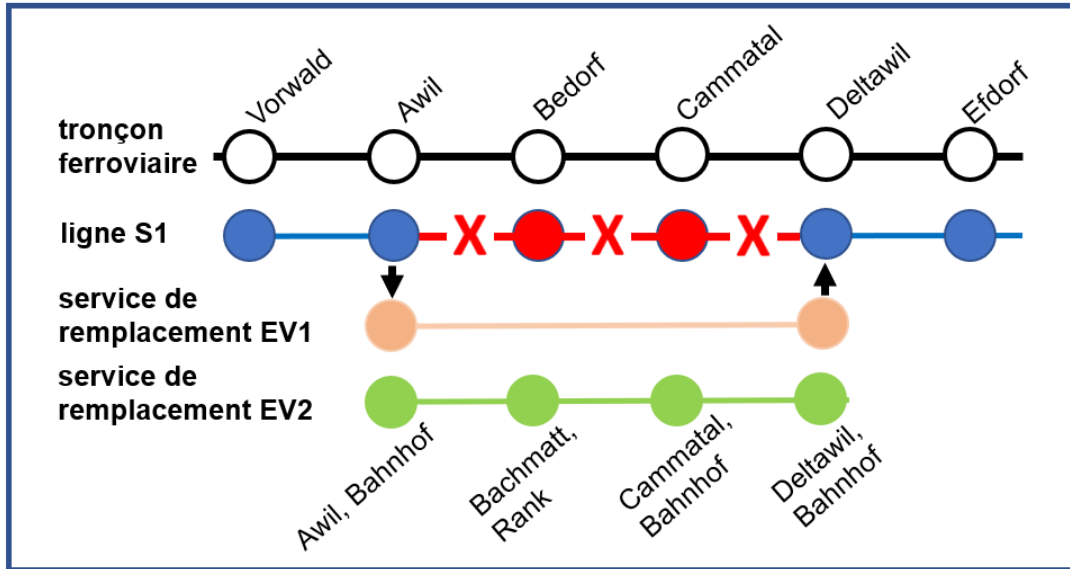 Vorwald
Awil
Bedorf
Cammatal
Deltawil
Efdorf
tronçon
ferroviaire
ligne S1
X X X
service de
remplacement EV1
service de
remplacement EV2
Awil, Bahnhof
Bachmatt,
Rank
Cammatal,
Bahnhof
Deltawil,
Bahnhof